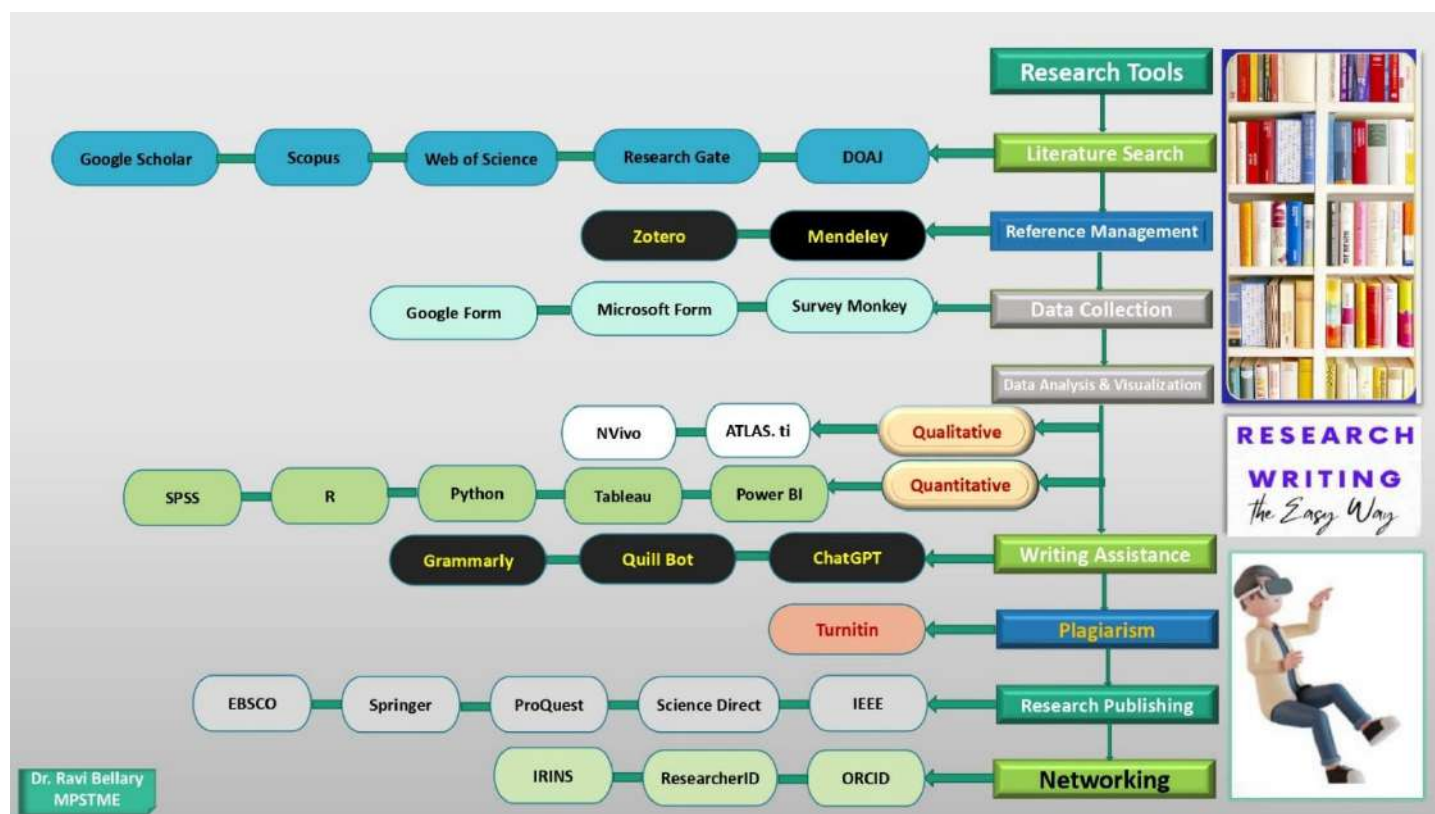 Research Tools
Literature Search
DOAJ
Research Gate
Web of Science
Scopus
Google Scholar
Reference Management
Mendeley
Zotero
Data Collection
Survey Monkey
Microsoft Form
Google Form
Data Analysis & Visualization
Qualitative
ATLAS. ti
NVivo
Quantitative
Power BI
Tableau
Python
R
SPSS
Writing Assistance
ChatGPT
Quill Bot
Grammarly
Plagiarism
Turnitin
Research Publishing
IEEE
Science Direct
ProQuest
Springer
EBSCO
Networking
ORCID
ResearcherID
IRINS
RESEARCH
WRITING
the Easy Way
Dr. Ravi Bellary
MPSTME